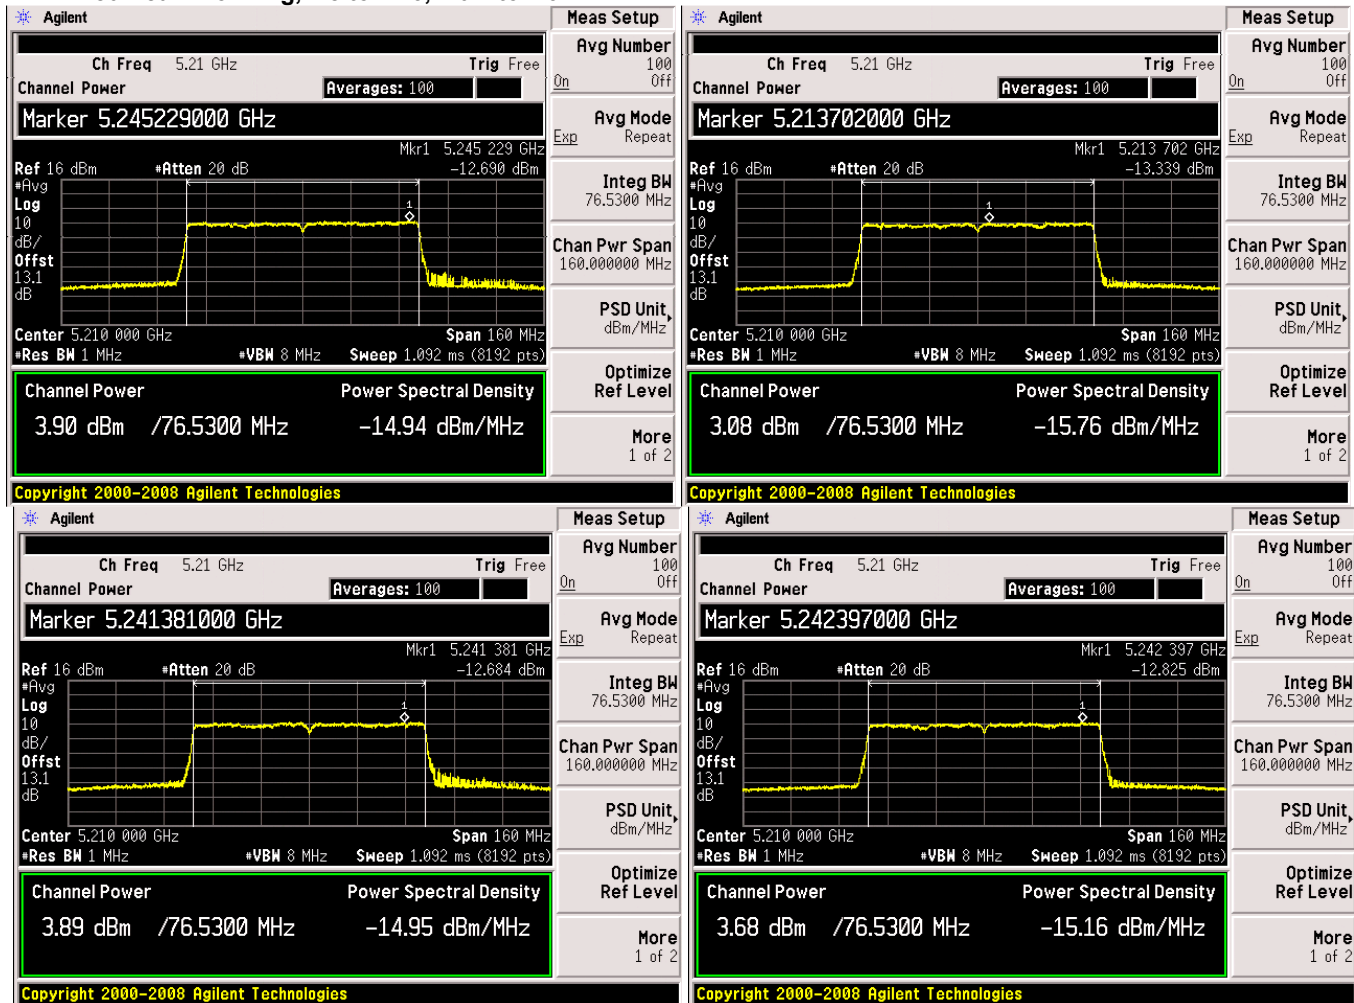 Agilent
Meas Setup
Ch Freq 5.21 GHz Trig Free
Channel Power Averages: 100
Marker 5.245229000 GHz
Mkr1 5.245 229 GHz
Ref 16 dBm #Atten 20 dB -12.690 dBm
#Avg
Log
10
dB/
Offst
13.1
dB
1
Center 5.210 000 GHz Span 160 MHz
#Res BW 1 MHz #VBW 8 MHz Sweep 1.092 ms (8192 pts)
Channel Power Power Spectral Density
3.90 dBm /76.5300 MHz -14.94 dBm/MHz
Copyright 2000-2008 Agilent Technologies
Avg Number
100
On Off
Avg Mode
Exp Repeat
Integ BW
76.5300 MHz
Chan Pwr Span
160.000000 MHz
PSD Unit
dBm/MHz
Optimize
Ref Level
More
1 of 2
Agilent
Meas Setup
Ch Freq 5.21 GHz Trig Free
Channel Power Averages: 100
Marker 5.213702000 GHz
Mkr1 5.213 702 GHz
Ref 16 dBm #Atten 20 dB -13.339 dBm
#Avg
Log
10
dB/
Offst
13.1
dB
1
Center 5.210 000 GHz Span 160 MHz
#Res BW 1 MHz #VBW 8 MHz Sweep 1.092 ms (8192 pts)
Channel Power Power Spectral Density
3.08 dBm /76.5300 MHz -15.76 dBm/MHz
Copyright 2000-2008 Agilent Technologies
Avg Number
100
On Off
Avg Mode
Exp Repeat
Integ BW
76.5300 MHz
Chan Pwr Span
160.000000 MHz
PSD Unit
dBm/MHz
Optimize
Ref Level
More
1 of 2
Agilent
Meas Setup
Ch Freq 5.21 GHz Trig Free
Channel Power Averages: 100
Marker 5.241381000 GHz
Mkr1 5.241 381 GHz
Ref 16 dBm #Atten 20 dB -12.684 dBm
#Avg
Log
10
dB/
Offst
13.1
dB
1
Center 5.210 000 GHz Span 160 MHz
#Res BW 1 MHz #VBW 8 MHz Sweep 1.092 ms (8192 pts)
Channel Power Power Spectral Density
3.89 dBm /76.5300 MHz -14.95 dBm/MHz
Copyright 2000-2008 Agilent Technologies
Avg Number
100
On Off
Avg Mode
Exp Repeat
Integ BW
76.5300 MHz
Chan Pwr Span
160.000000 MHz
PSD Unit
dBm/MHz
Optimize
Ref Level
More
1 of 2
Agilent
Meas Setup
Ch Freq 5.21 GHz Trig Free
Channel Power Averages: 100
Marker 5.242397000 GHz
Mkr1 5.242 397 GHz
Ref 16 dBm #Atten 20 dB -12.825 dBm
#Avg
Log
10
dB/
Offst
13.1
dB
1
Center 5.210 000 GHz Span 160 MHz
#Res BW 1 MHz #VBW 8 MHz Sweep 1.092 ms (8192 pts)
Channel Power Power Spectral Density
3.68 dBm /76.5300 MHz -15.16 dBm/MHz
Copyright 2000-2008 Agilent Technologies
Avg Number
100
On Off
Avg Mode
Exp Repeat
Integ BW
76.5300 MHz
Chan Pwr Span
160.000000 MHz
PSD Unit
dBm/MHz
Optimize
Ref Level
More
1 of 2